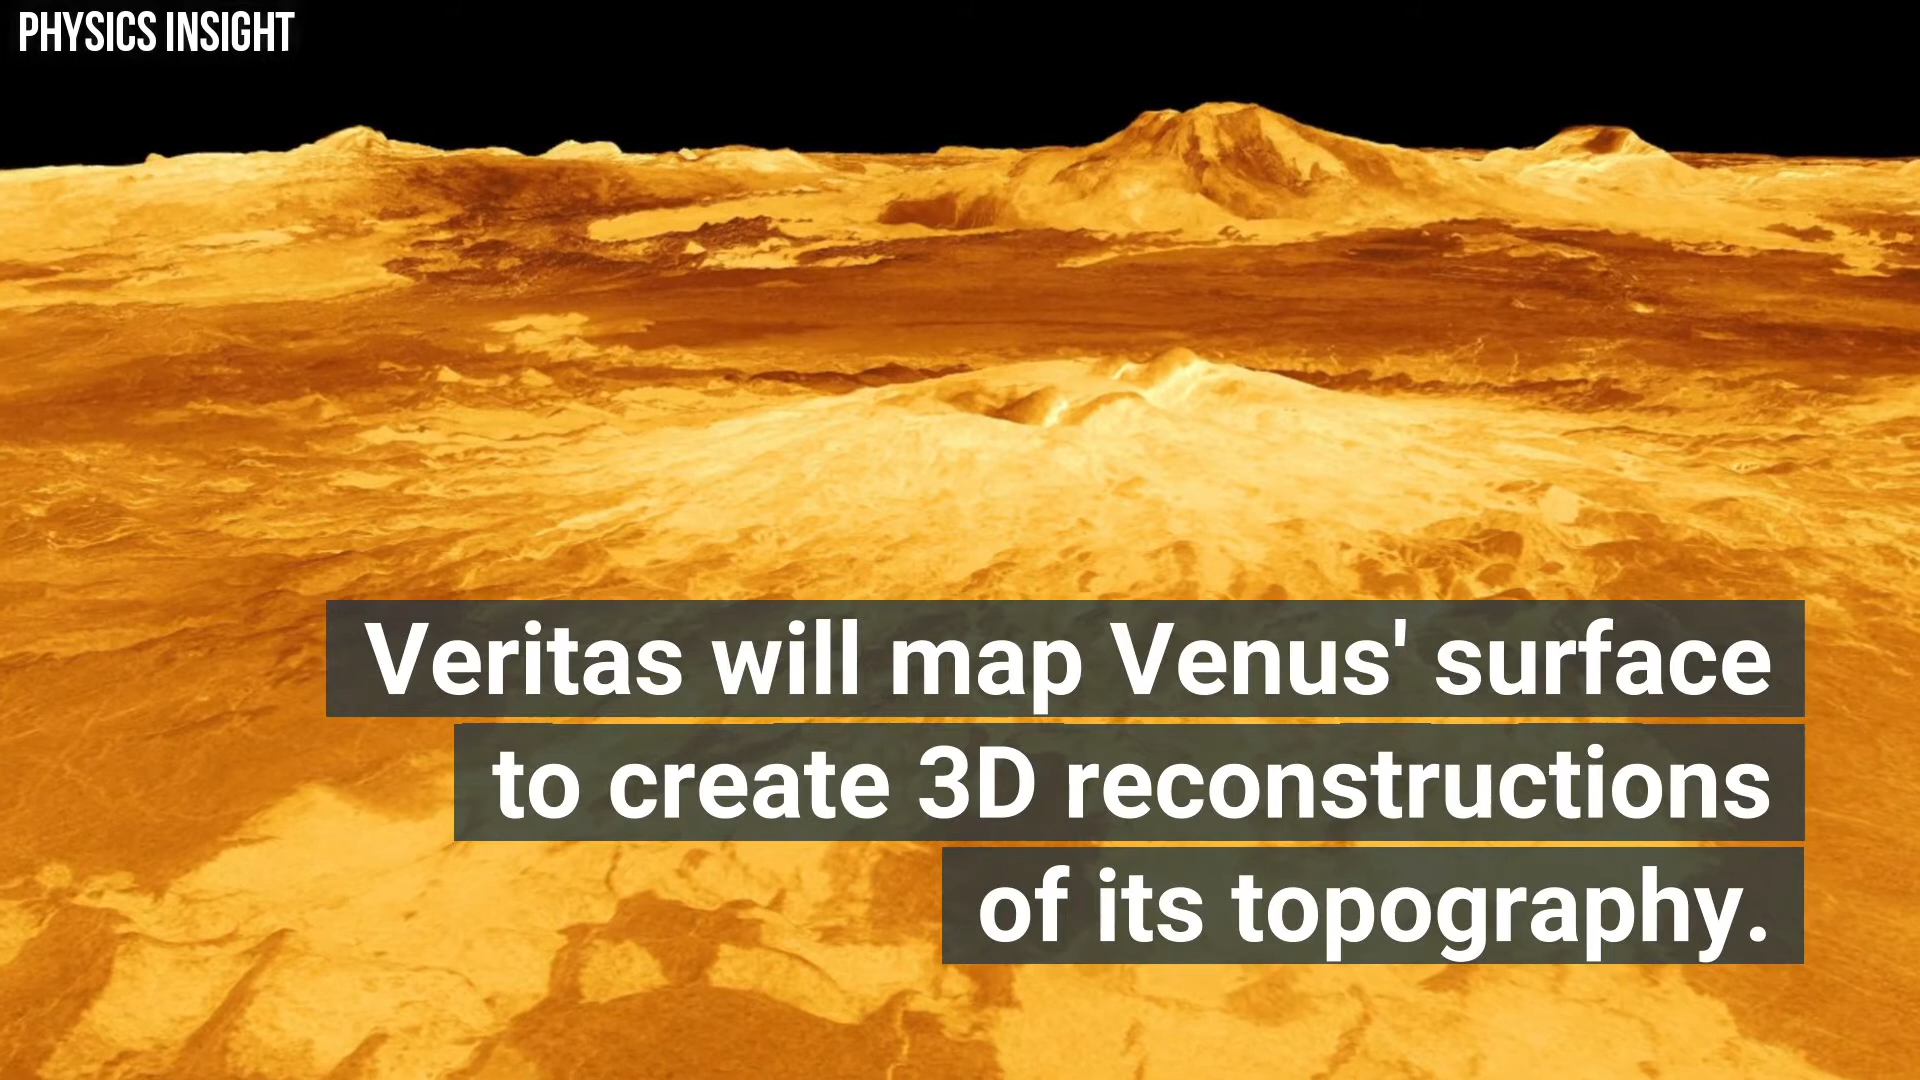 PHYSICS INSIGHT
Veritas will map Venus' surface
to create 3D reconstructions
of its topography.